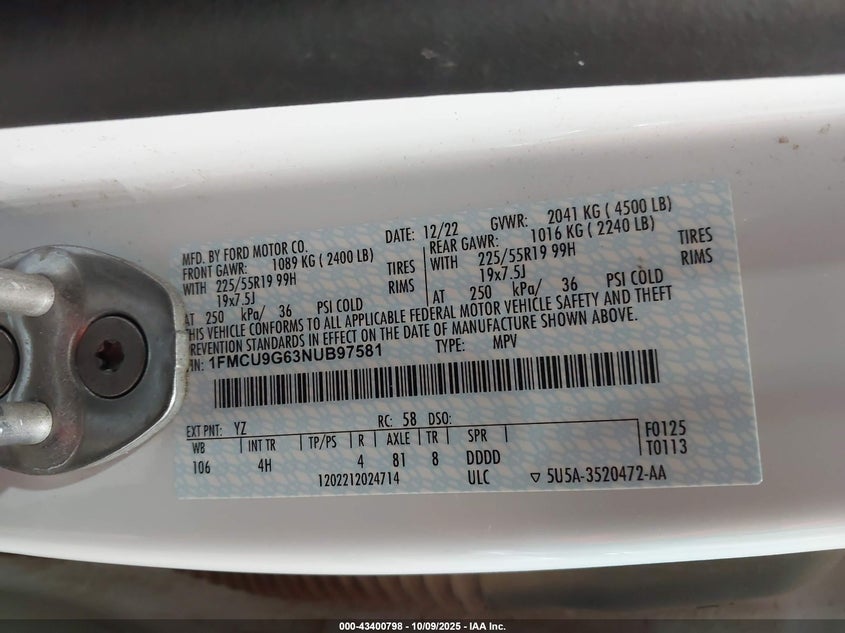 MFD. BY FORD MOTOR CO.
DATE: 12/22 GVWR: 2041 KG ( 4500 LB)
FRONT GAWR: 1089 KG ( 2400 LB) REAR GAWR: 1016 KG ( 2240 LB)
WITH 225/55R19 99H TIRES WITH 225/55R19 99H TIRES
19x7.5J RIMS 19x7.5J RIMS
AT 250 kPa/ 36 PSI COLD AT 250 kPa/ 36 PSI COLD
THIS VEHICLE CONFORMS TO ALL APPLICABLE FEDERAL MOTOR VEHICLE SAFETY AND THEFT
PREVENTION STANDARDS IN EFFECT ON THE DATE OF MANUFACTURE SHOWN ABOVE.
1FMCU9G63NUB97581 TYPE: MPV
EXT PNT: YZ RC: 58 DSO: F0125
WB INT TR TP/PS R AXLE TR SPR T0113
106 4H 4 81 8 DDDD
1202212024714 ULC ▽ 5U5A-3520472-AA
000-43400798 - 10/09/2025 - IAA Inc.